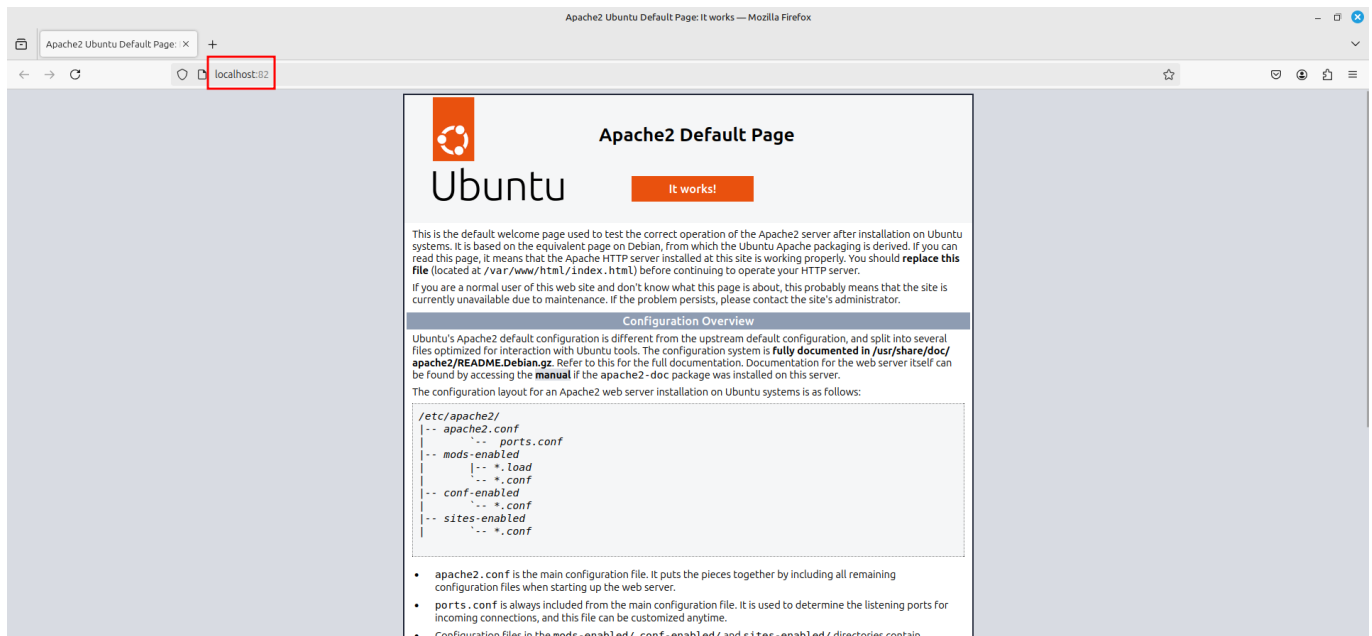 Apache2 Ubuntu Default Page: It works — Mozilla Firefox
Apache2 Ubuntu Default Page:
localhost:82
Apache2 Default Page
Ubuntu
It works!
This is the default welcome page used to test the correct operation of the Apache2 server after installation on Ubuntu
systems. It is based on the equivalent page on Debian, from which the Ubuntu Apache packaging is derived. If you can
read this page, it means that the Apache HTTP server installed at this site is working properly. You should replace this
file (located at /var/www/html/index.html) before continuing to operate your HTTP server.
If you are a normal user of this web site and don't know what this page is about, this probably means that the site is
currently unavailable due to maintenance. If the problem persists, please contact the site's administrator.
Configuration Overview
Ubuntu's Apache2 default configuration is different from the upstream default configuration, and split into several
files optimized for interaction with Ubuntu tools. The configuration system is fully documented in /usr/share/doc/
apache2/README.Debian.gz. Refer to this for the full documentation. Documentation for the web server itself can
be found by accessing the manual if the apache2-doc package was installed on this server.
The configuration layout for an Apache2 web server installation on Ubuntu systems is as follows:
/etc/apache2/
|-- apache2.conf
|       `--  ports.conf
|-- mods-enabled
|       |-- *.load
|       `-- *.conf
|-- conf-enabled
|       `-- *.conf
|-- sites-enabled
|       `-- *.conf
• apache2.conf is the main configuration file. It puts the pieces together by including all remaining
configuration files when starting up the web server.
• ports.conf is always included from the main configuration file. It is used to determine the listening ports for
incoming connections, and this file can be customized anytime.
• Configuration files in the mods-enabled/, conf-enabled/ and sites-enabled/ directories contain